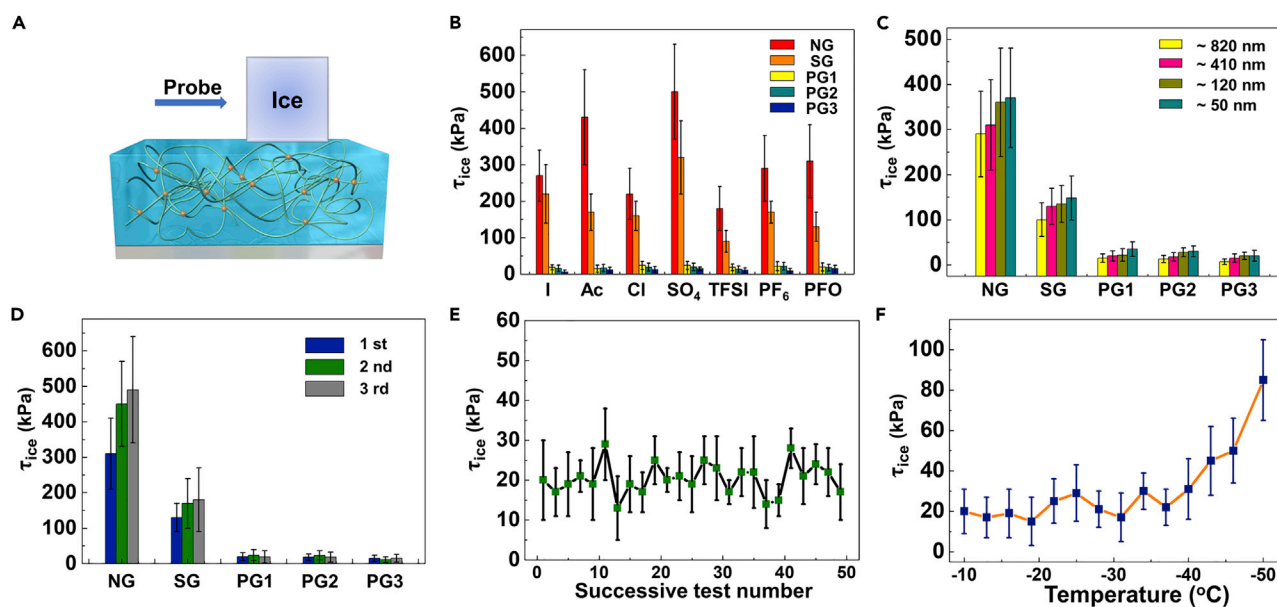 A
Probe
Ice
B
τice (kPa)
600
500
400
300
200
100
0
NG
SG
PG1
PG2
PG3
I Ac Cl SO4 TFSI PF6 PFO
C
τice (kPa)
500
400
300
200
100
0
~ 820 nm
~ 410 nm
~ 120 nm
~ 50 nm
NG SG PG1 PG2 PG3
D
τice (kPa)
600
500
400
300
200
100
0
1 st
2 nd
3 rd
NG SG PG1 PG2 PG3
E
τice (kPa)
60
50
40
30
20
10
0
0 10 20 30 40 50
Successive test number
F
τice (kPa)
100
80
60
40
20
0
-10 -20 -30 -40 -50
Temperature (oC)